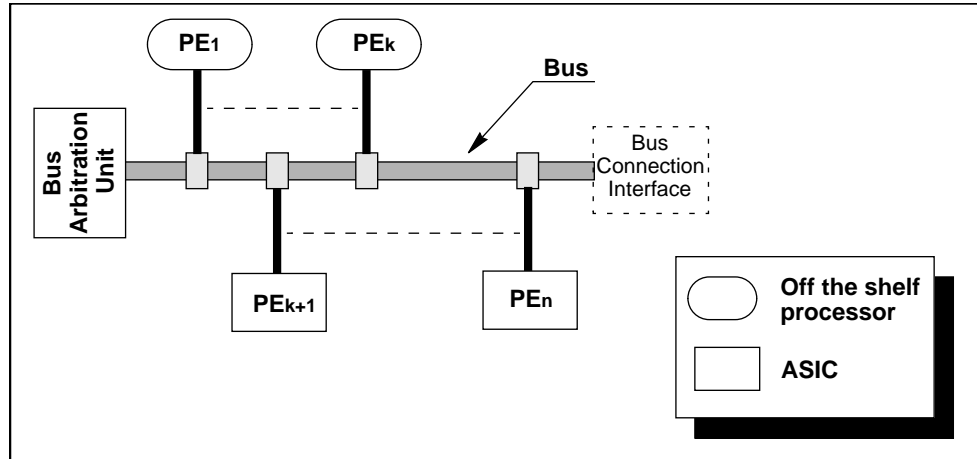 PE1
PEk
Bus
Bus
Arbitration
Unit
Bus
Connection
Interface
PEk+1
PEn
Off the shelf
processor
ASIC